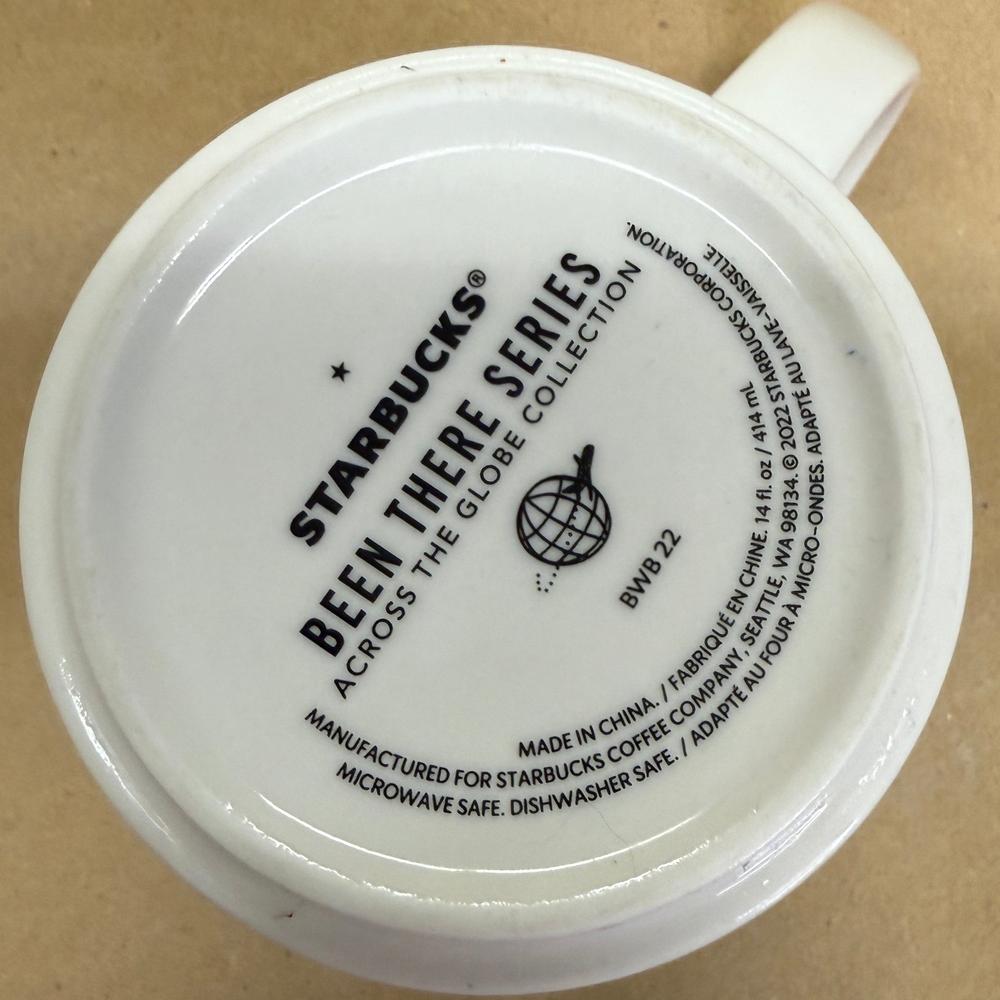 STARBUCKS®
BEEN THERE SERIES
ACROSS THE GLOBE COLLECTION
BWB 22
MADE IN CHINA. / FABRIQUÉ EN CHINE. 14 fl. oz / 414 mL
MANUFACTURED FOR STARBUCKS COFFEE COMPANY, SEATTLE, WA 98134. © 2022 STARBUCKS CORPORATION.
MICROWAVE SAFE. DISHWASHER SAFE. / ADAPTÉ AU FOUR À MICRO-ONDES. ADAPTÉ AU LAVE-VAISSELLE.